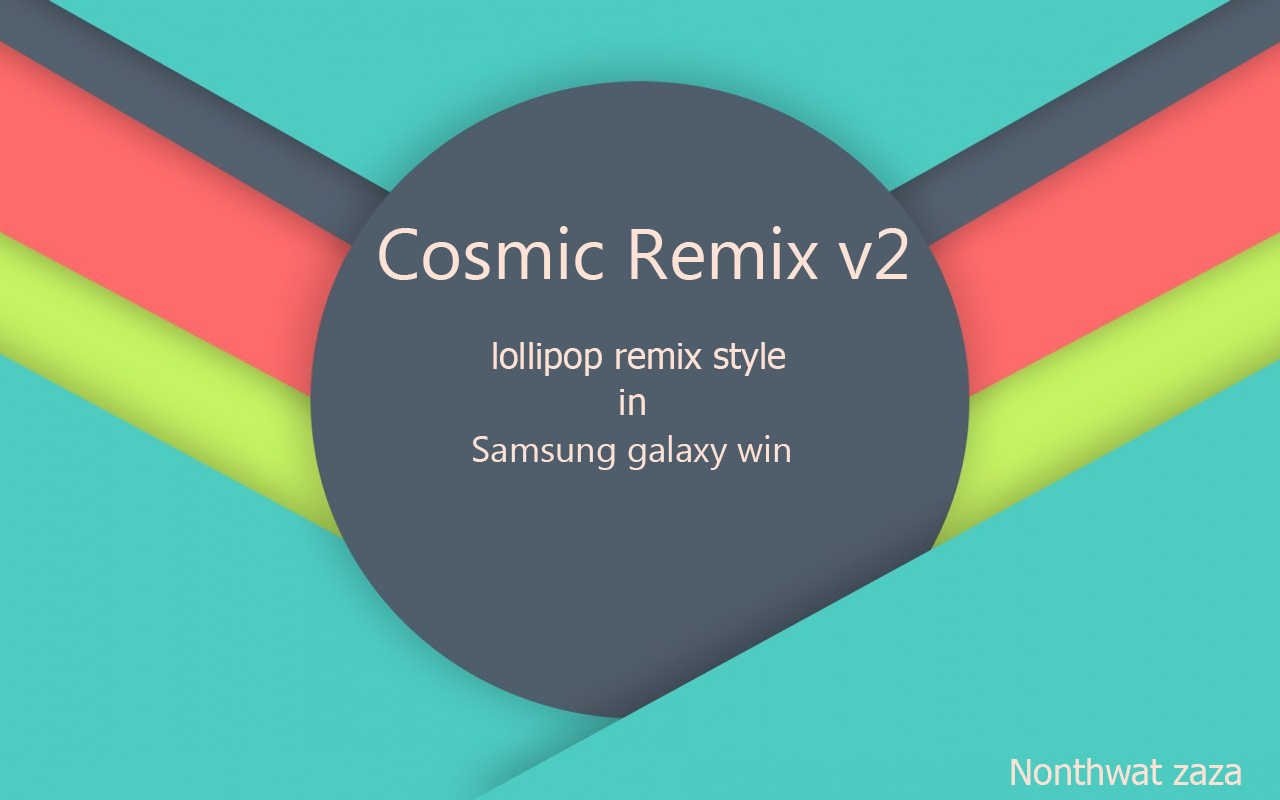 Cosmic Remix v2
lollipop remix style
in
Samsung galaxy win
Nonthwat zaza